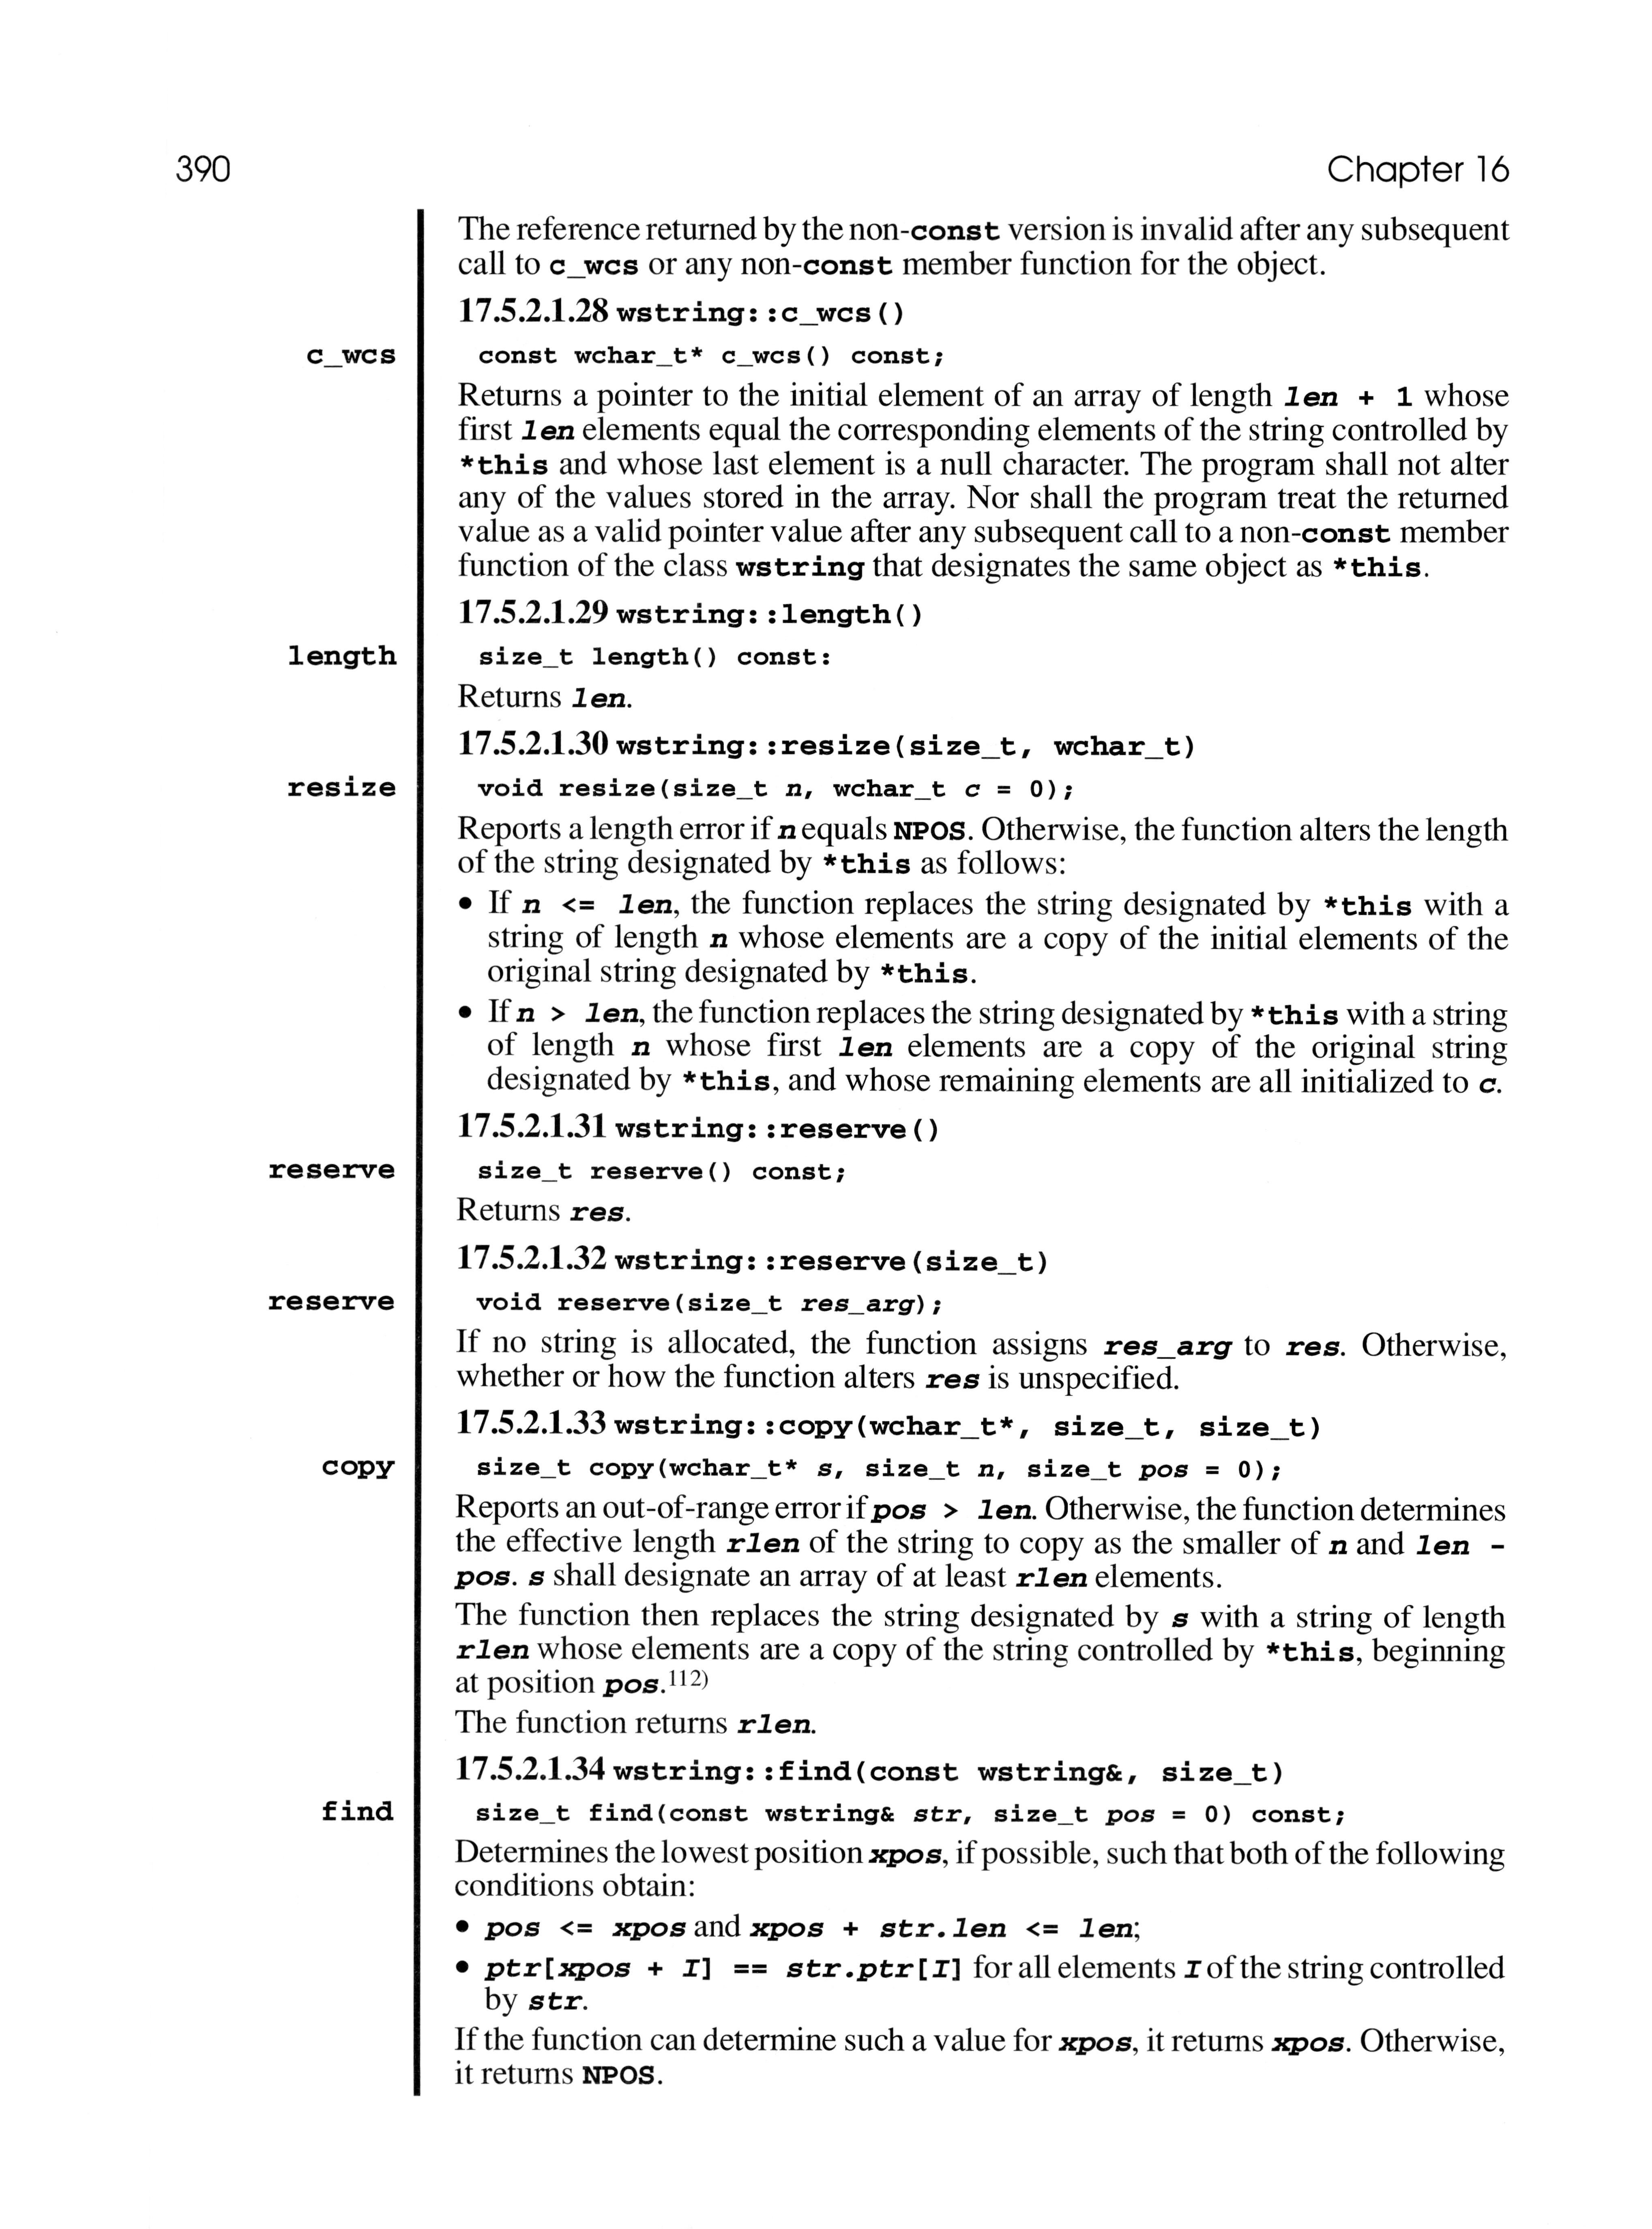 390 Chapter 16
The reference returned by the non-const version is invalid after any subsequent
call to c_wcs or any non-const member function for the object.
17.5.2.1.28 wstring::c_wcs()
c_wcs const wchar_t* c_wcs() const;
Returns a pointer to the initial element of an array of length len + 1 whose
first len elements equal the corresponding elements of the string controlled by
*this and whose last element is a null character. The program shall not alter
any of the values stored in the array. Nor shall the program treat the returned
value as a valid pointer value after any subsequent call to a non-const member
function of the class wstring that designates the same object as *this.
17.5.2.1.29 wstring::length()
length size_t length() const:
Returns len.
17.5.2.1.30 wstring::resize(size_t, wchar_t)
resize void resize(size_t n, wchar_t c = 0);
Reports a length error if n equals NPOS. Otherwise, the function alters the length
of the string designated by *this as follows:
• If n <= len, the function replaces the string designated by *this with a
string of length n whose elements are a copy of the initial elements of the
original string designated by *this.
• If n > len, the function replaces the string designated by *this with a string
of length n whose first len elements are a copy of the original string
designated by *this, and whose remaining elements are all initialized to c.
17.5.2.1.31 wstring::reserve()
reserve size_t reserve() const;
Returns res.
17.5.2.1.32 wstring::reserve(size_t)
reserve void reserve(size_t res_arg);
If no string is allocated, the function assigns res_arg to res. Otherwise,
whether or how the function alters res is unspecified.
17.5.2.1.33 wstring::copy(wchar_t*, size_t, size_t)
copy size_t copy(wchar_t* s, size_t n, size_t pos = 0);
Reports an out-of-range error if pos > len. Otherwise, the function determines
the effective length rlen of the string to copy as the smaller of n and len -
pos. s shall designate an array of at least rlen elements.
The function then replaces the string designated by s with a string of length
rlen whose elements are a copy of the string controlled by *this, beginning
at position pos.112)
The function returns rlen.
17.5.2.1.34 wstring::find(const wstring&, size_t)
find size_t find(const wstring& str, size_t pos = 0) const;
Determines the lowest position xpos, if possible, such that both of the following
conditions obtain:
• pos <= xpos and xpos + str.len <= len;
• ptr[xpos + I] == str.ptr[I] for all elements I of the string controlled
by str.
If the function can determine such a value for xpos, it returns xpos. Otherwise,
it returns NPOS.